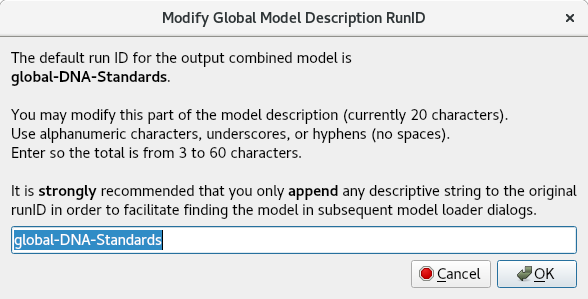 Modify Global Model Description RunID
The default run ID for the output combined model is
global-DNA-Standards.
You may modify this part of the model description (currently 20 characters).
Use alphanumeric characters, underscores, or hyphens (no spaces).
Enter so the total is from 3 to 60 characters.
It is strongly recommended that you only append any descriptive string to the original
runID in order to facilitate finding the model in subsequent model loader dialogs.
global-DNA-Standards
Cancel
OK